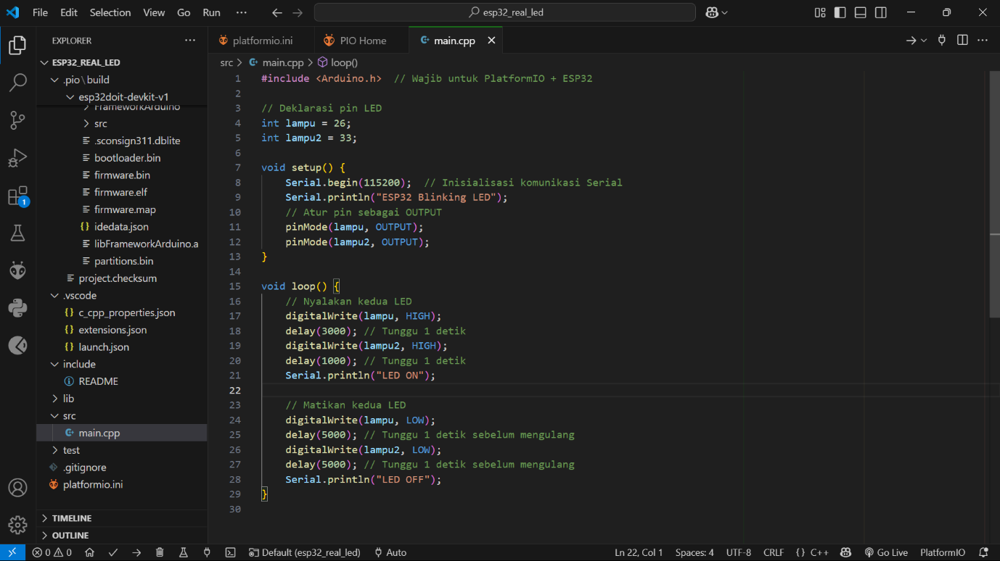 File Edit Selection View Go Run ··· esp32_real_led
EXPLORER ···
ESP32_REAL_LED
.pio\build
esp32doit-devkit-v1
FrameworkArduino
src
.sconsign311.dblite
bootloader.bin
firmware.bin
firmware.elf
firmware.map
{} idedata.json
libFrameworkArduino.a
partitions.bin
project.checksum
.vscode
{} c_cpp_properties.json
{} extensions.json
{} launch.json
include
README
lib
src
main.cpp
test
.gitignore
platformio.ini
TIMELINE
OUTLINE
1
platformio.ini PIO Home main.cpp
src > main.cpp > loop()
1 #include <Arduino.h>  // Wajib untuk PlatformIO + ESP32
2
3 // Deklarasi pin LED
4 int lampu = 26;
5 int lampu2 = 33;
6
7 void setup() {
8     Serial.begin(115200);  // Inisialisasi komunikasi Serial
9     Serial.println("ESP32 Blinking LED");
10     // Atur pin sebagai OUTPUT
11     pinMode(lampu, OUTPUT);
12     pinMode(lampu2, OUTPUT);
13 }
14
15 void loop() {
16     // Nyalakan kedua LED
17     digitalWrite(lampu, HIGH);
18     delay(3000); // Tunggu 1 detik
19     digitalWrite(lampu2, HIGH);
20     delay(1000); // Tunggu 1 detik
21     Serial.println("LED ON");
22
23     // Matikan kedua LED
24     digitalWrite(lampu, LOW);
25     delay(5000); // Tunggu 1 detik sebelum mengulang
26     digitalWrite(lampu2, LOW);
27     delay(5000); // Tunggu 1 detik sebelum mengulang
28     Serial.println("LED OFF");
29 }
30
0 0 Default (esp32_real_led) Auto Ln 22, Col 1 Spaces: 4 UTF-8 CRLF {} C++ Go Live PlatformIO